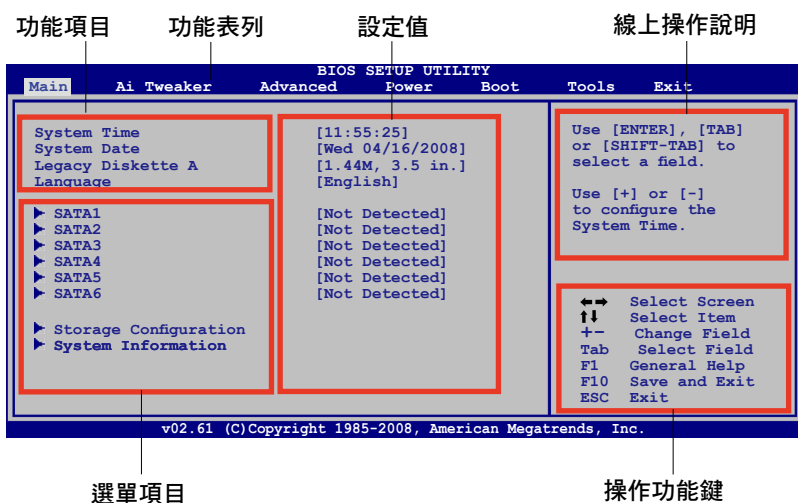 功能項目 功能表列 設定值 線上操作說明
BIOS SETUP UTILITY
Main Ai Tweaker Advanced Power Boot Tools Exit
System Time [11:55:25]
System Date [Wed 04/16/2008]
Legacy Diskette A [1.44M, 3.5 in.]
Language [English]
SATA1 [Not Detected]
SATA2 [Not Detected]
SATA3 [Not Detected]
SATA4 [Not Detected]
SATA5 [Not Detected]
SATA6 [Not Detected]
Storage Configuration
System Information
Use [ENTER], [TAB]
or [SHIFT-TAB] to
select a field.
Use [+] or [-]
to configure the
System Time.
←→ Select Screen
↑↓ Select Item
+- Change Field
Tab Select Field
F1 General Help
F10 Save and Exit
ESC Exit
v02.61 (C)Copyright 1985-2008, American Megatrends, Inc.
選單項目 操作功能鍵